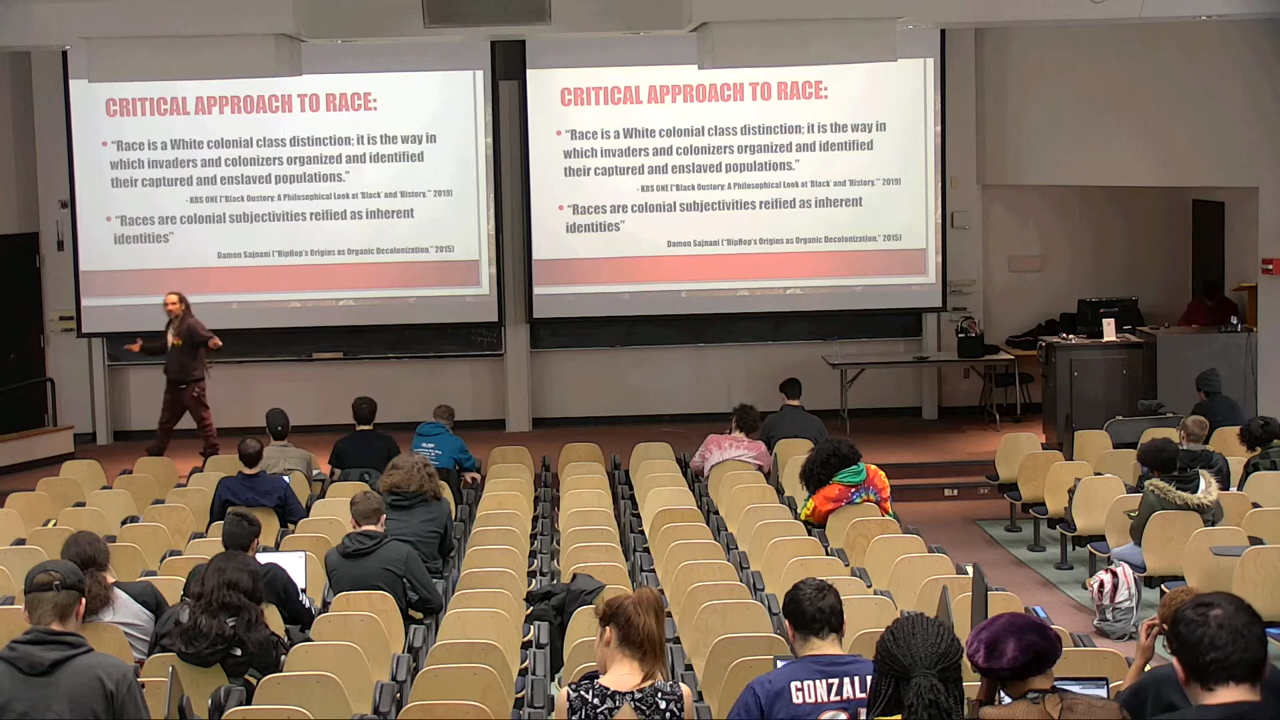 CRITICAL APPROACH TO RACE:
• “Race is a White colonial class distinction; it is the way in
which invaders and colonizers organized and identified
their captured and enslaved populations.”
- KRS ONE ["Black Oustory: A Philosophical Look at 'Black' and 'History,'" 2019]
• “Races are colonial subjectivities reified as inherent
identities”
Damon Sajnani ["HipHop's Origins as Organic Decolonization," 2015]
CRITICAL APPROACH TO RACE:
• “Race is a White colonial class distinction; it is the way in
which invaders and colonizers organized and identified
their captured and enslaved populations.”
- KRS ONE ["Black Oustory: A Philosophical Look at 'Black' and 'History,'" 2019]
• “Races are colonial subjectivities reified as inherent
identities”
Damon Sajnani ["HipHop's Origins as Organic Decolonization," 2015]
GONZAL